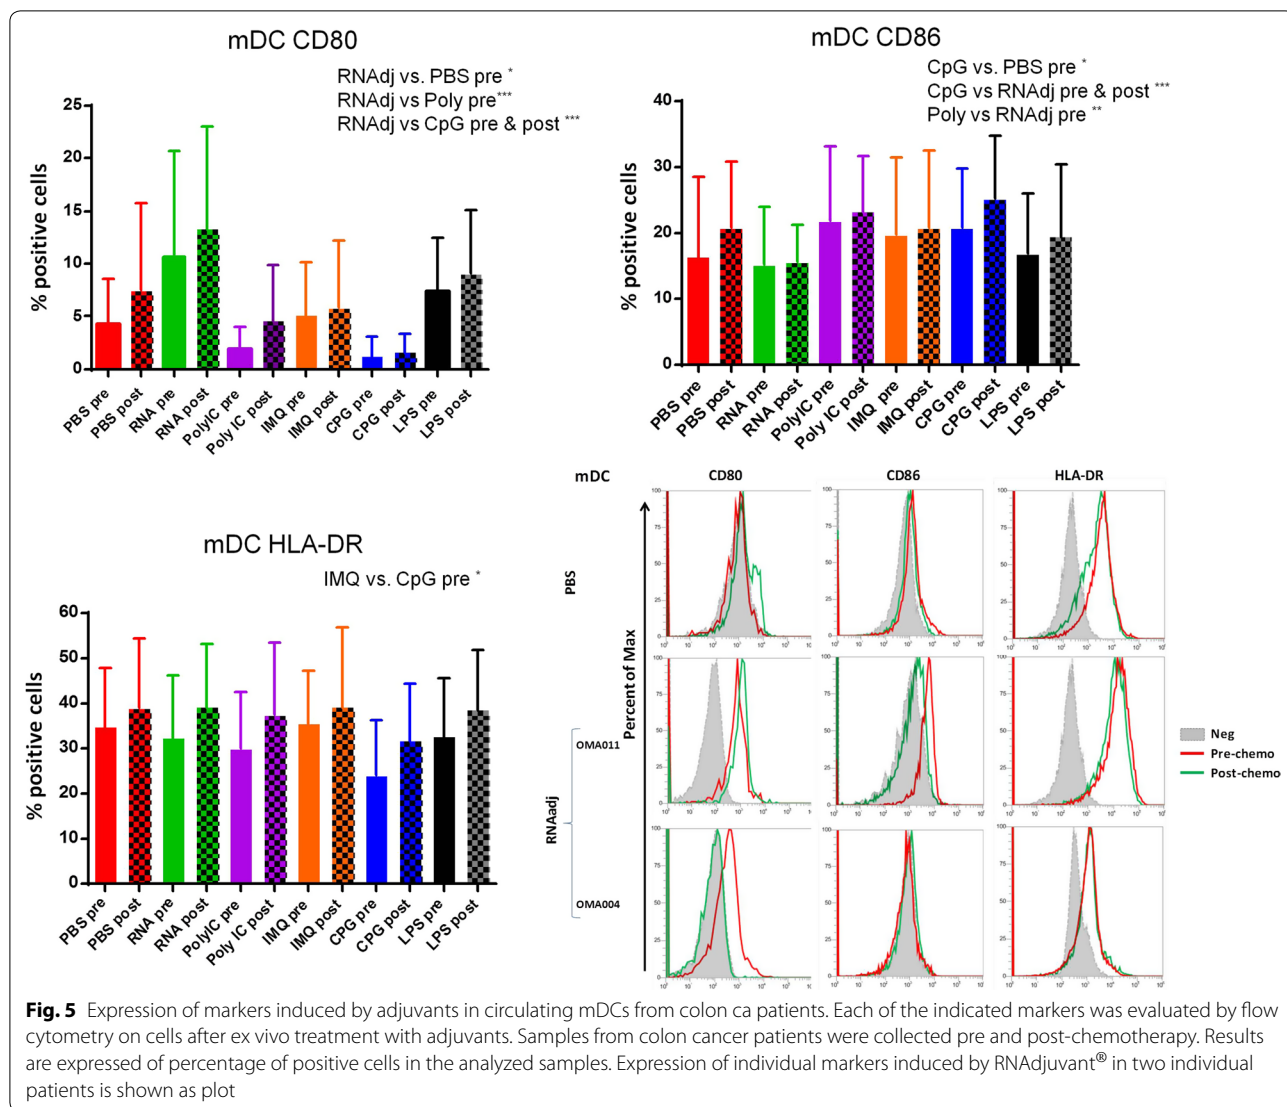 mDC CD80
RNAdj vs. PBS pre *
RNAdj vs Poly pre***
RNAdj vs CpG pre & post ***
% positive cells
25
20
15
10
5
0
PBS pre
PBS post
RNA pre
RNA post
PolyIC pre
Poly IC post
IMQ pre
IMQ post
CPG pre
CPG post
LPS pre
LPS post
mDC CD86
CpG vs. PBS pre *
CpG vs RNAdj pre & post ***
Poly vs RNAdj pre **
% positive cells
40
30
20
10
0
PBS pre
PBS post
RNA pre
RNA post
PolyIC pre
Poly IC post
IMQ pre
IMQ post
CPG pre
CPG post
LPS pre
LPS post
mDC HLA-DR
IMQ vs. CpG pre *
% positive cells
60
50
40
30
20
10
0
PBS pre
PBS post
RNA pre
RNA post
PolyIC pre
Poly IC post
IMQ pre
IMQ post
CPG pre
CPG post
LPS pre
LPS post
mDC
CD80
CD86
HLA-DR
PBS
Percent of Max
RNAadj
OMA011
OMA004
Neg
Pre-chemo
Post-chemo
Fig. 5 Expression of markers induced by adjuvants in circulating mDCs from colon ca patients. Each of the indicated markers was evaluated by flow
cytometry on cells after ex vivo treatment with adjuvants. Samples from colon cancer patients were collected pre and post-chemotherapy. Results
are expressed of percentage of positive cells in the analyzed samples. Expression of individual markers induced by RNAdjuvant® in two individual
patients is shown as plot